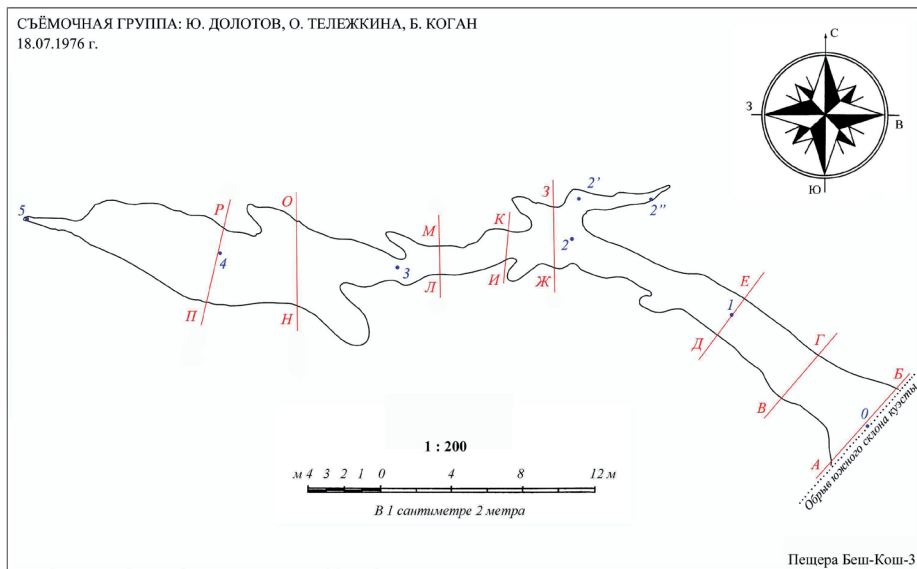 СЪЁМОЧНАЯ ГРУППА: Ю. ДОЛОТОВ, О. ТЕЛЕЖКИНА, Б. КОГАН
18.07.1976 г.
С
З
В
Ю
5
Р
О
4
П
Н
М
К
З
2'
2''
2
3
Л
И
Ж
Е
1
Д
Г
В
Б
0
А
Обрыв южного склона куэсты
1 : 200
м 4 3 2 1 0 4 8 12 м
В 1 сантиметре 2 метра
Пещера Беш-Кош-3